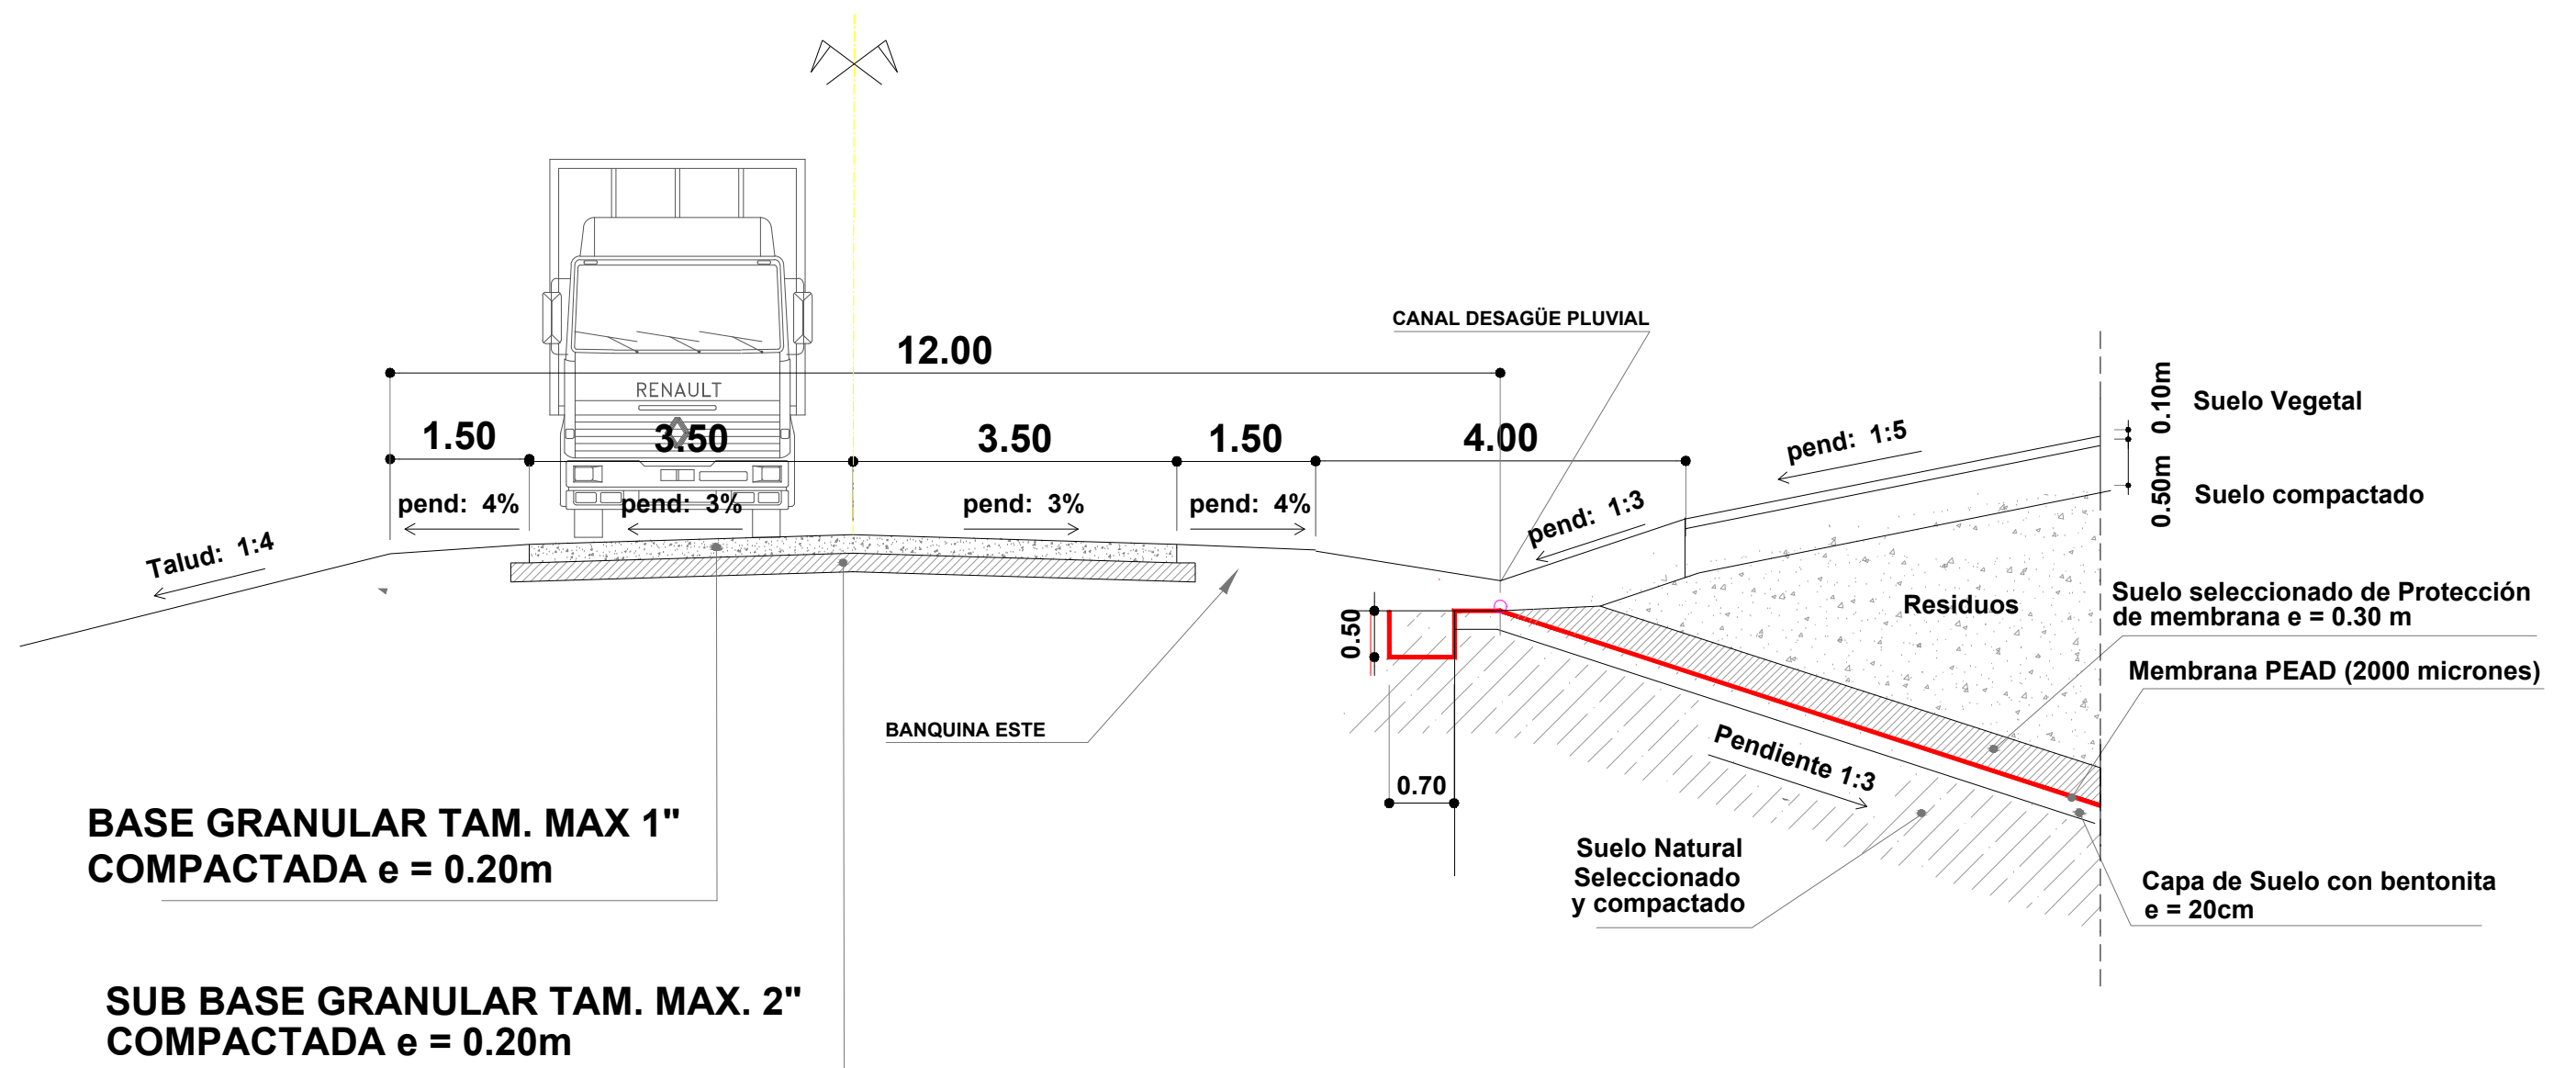 CANAL DESAGÜE PLUVIAL
12.00
RENAULT
1.50
3.50
3.50
1.50
4.00
pend: 4%
pend: 3%
pend: 3%
pend: 4%
pend: 1:3
pend: 1:5
0.10m
Suelo Vegetal
0.50m
Suelo compactado
Talud: 1:4
0.50
Residuos
Suelo seleccionado de Protección
de membrana e = 0.30 m
Membrana PEAD (2000 micrones)
BANQUINA ESTE
Pendiente 1:3
0.70
BASE GRANULAR TAM. MAX 1"
COMPACTADA e = 0.20m
Suelo Natural
Seleccionado
y compactado
Capa de Suelo con bentonita
e = 20cm
SUB BASE GRANULAR TAM. MAX. 2"
COMPACTADA e = 0.20m